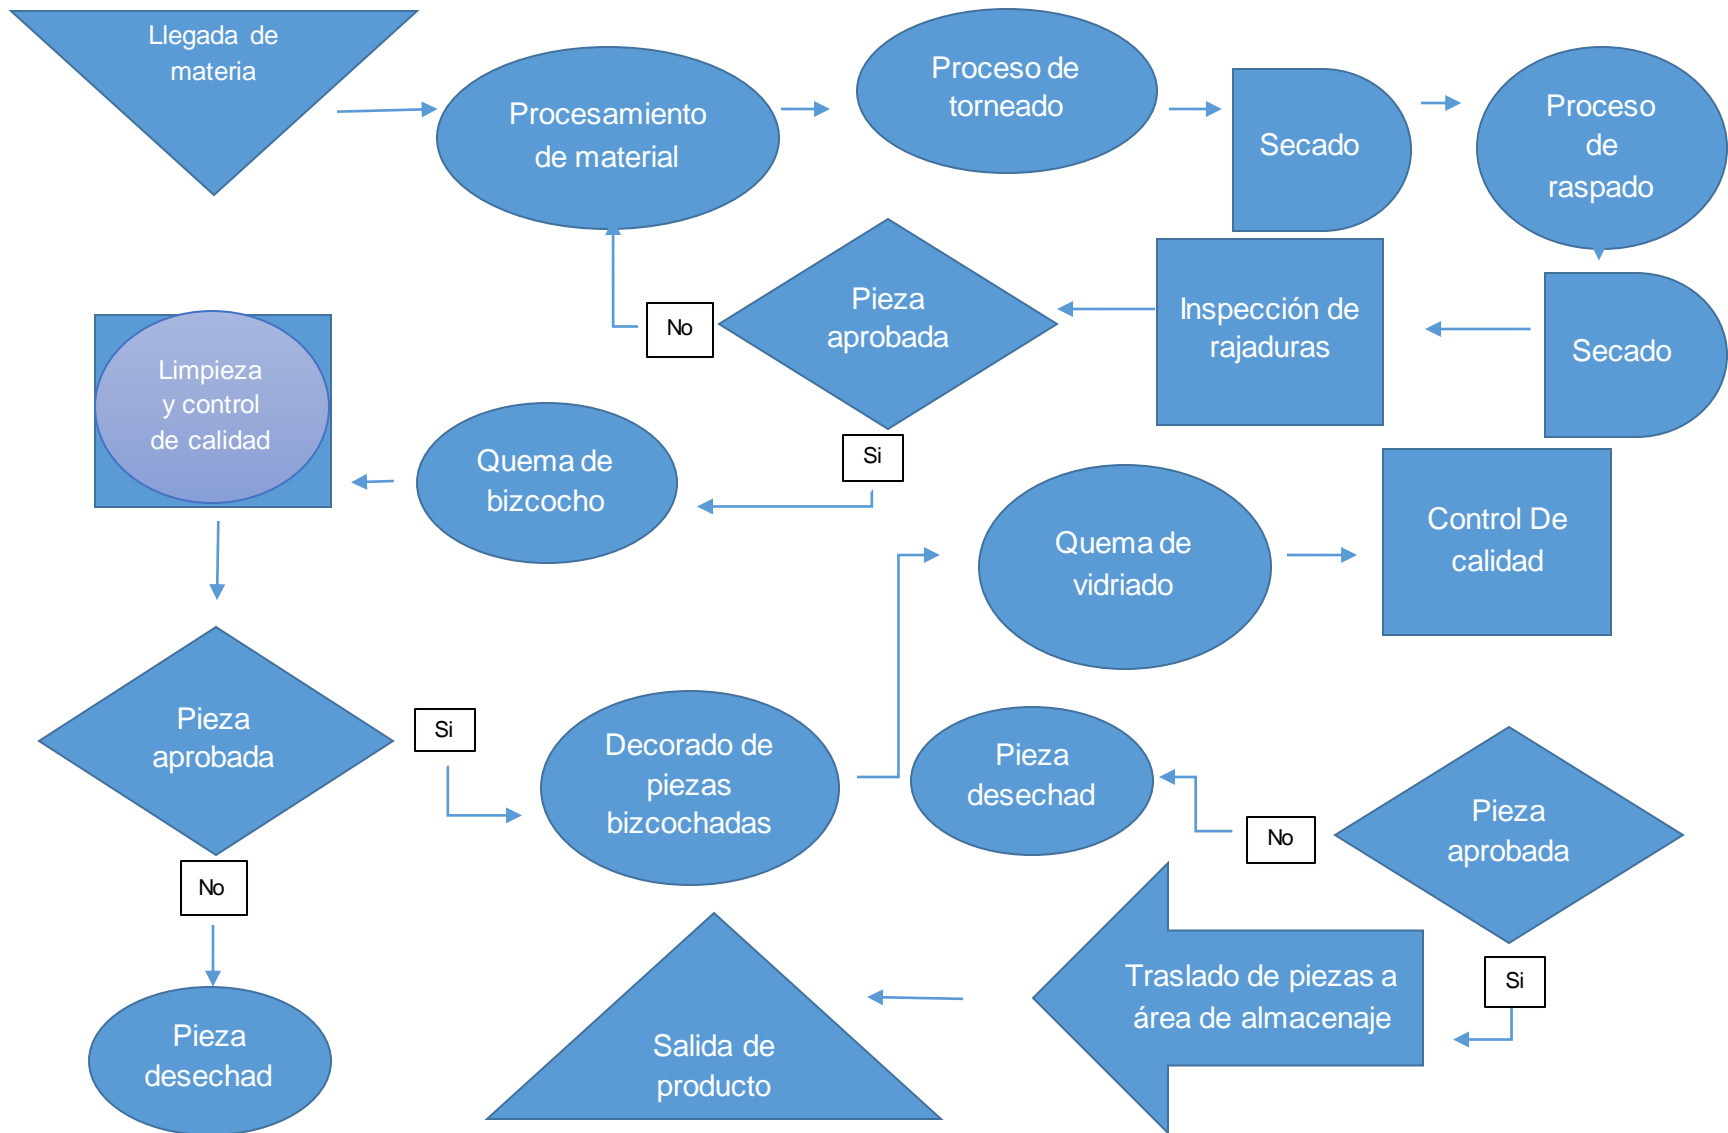 Llegada de
materia
Procesamiento
de material
Proceso de
torneado
Secado
Proceso
de
raspado
Secado
Inspección de
rajaduras
Pieza
aprobada
No
Si
Quema de
bizcocho
Limpieza
y control
de calidad
Pieza
aprobada
Si
No
Pieza
desechad
Decorado de
piezas
bizcochadas
Quema de
vidriado
Control De
calidad
Pieza
aprobada
No
Pieza
desechad
Si
Traslado de piezas a
área de almacenaje
Salida de
producto